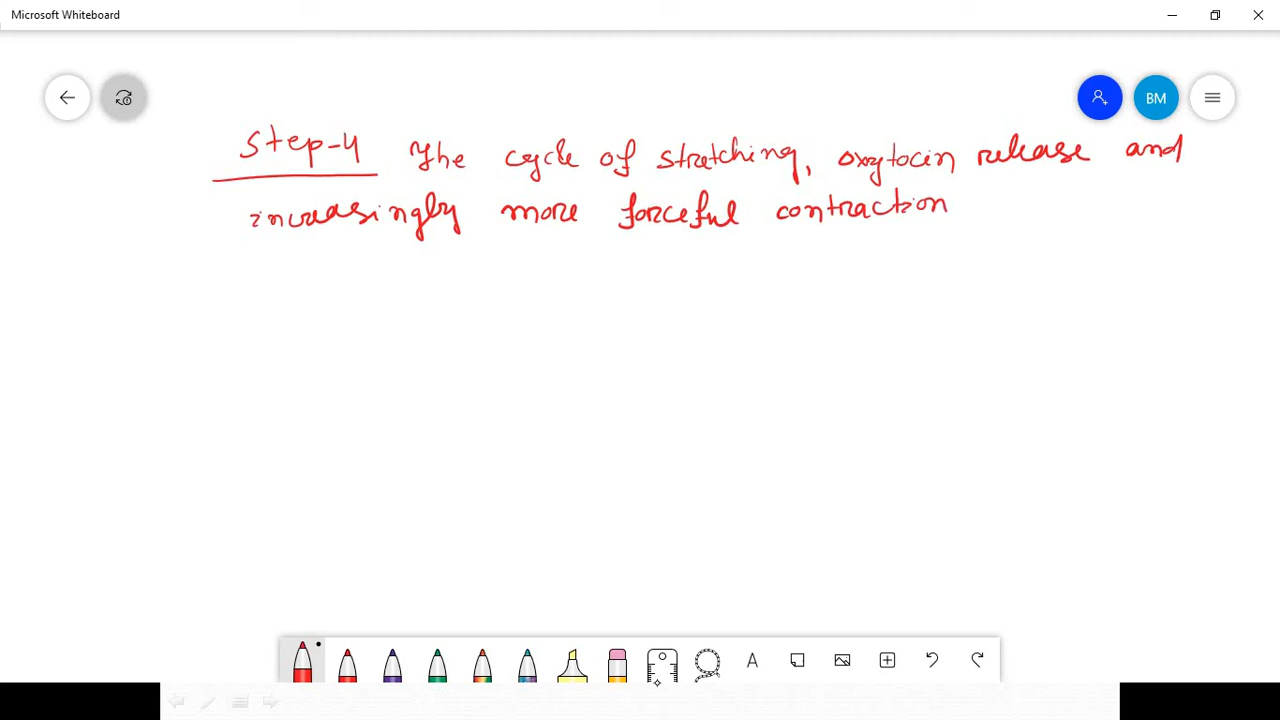 Microsoft Whiteboard
BM
Step-4 The cycle of stretching, oxytocin release and
increasingly more forceful contraction
A